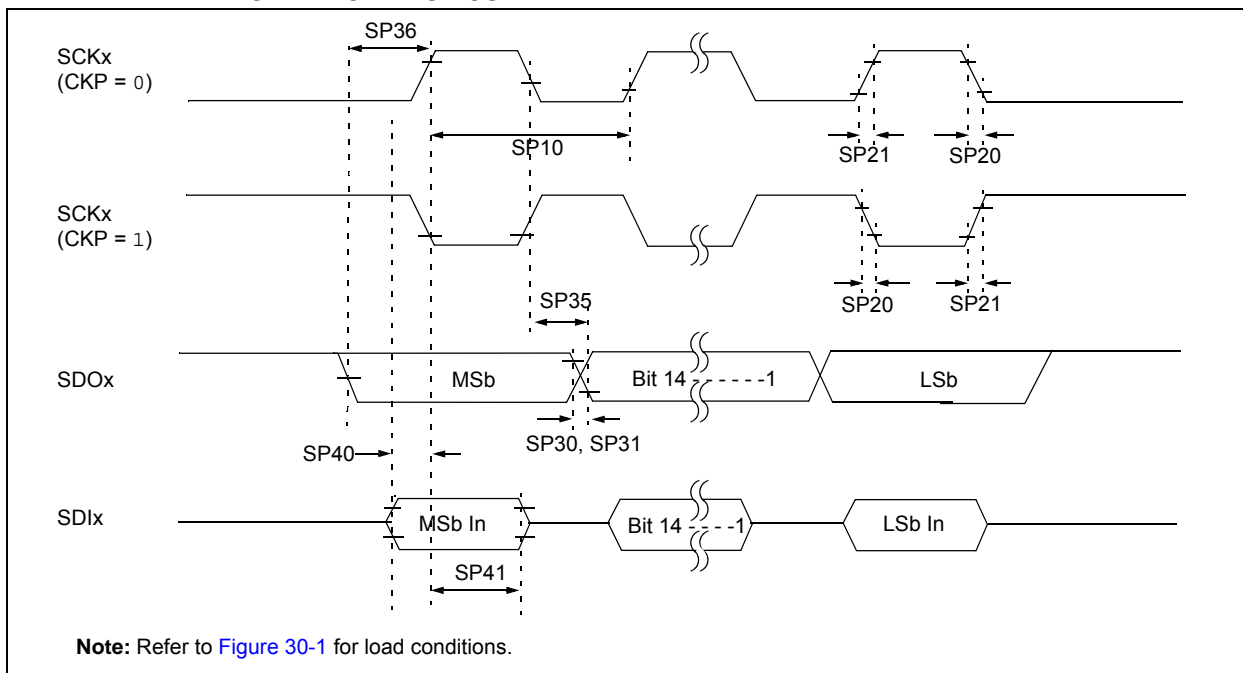 SP36
SCKx
(CKP = 0)
SP10
SP21
SP20
SCKx
(CKP = 1)
SP35
SP20
SP21
SDOx
MSb
Bit 14 - - - - - -1
LSb
SP30, SP31
SP40
SDIx
MSb In
Bit 14 - - - -1
LSb In
SP41
Note: Refer to Figure 30-1 for load conditions.